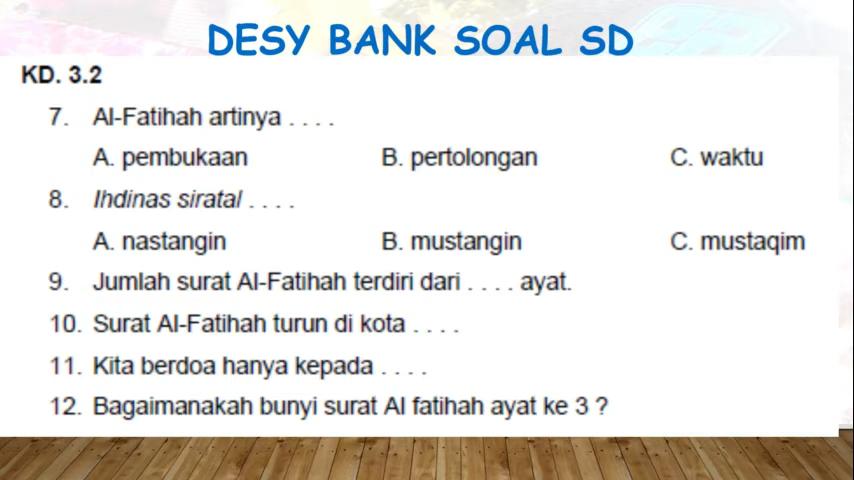 DESY BANK SOAL SD
KD. 3.2
7. Al-Fatihah artinya . . . .
A. pembukaan B. pertolongan C. waktu
8. Ihdinas siratal . . . .
A. nastangin B. mustangin C. mustaqim
9. Jumlah surat Al-Fatihah terdiri dari . . . . ayat.
10. Surat Al-Fatihah turun di kota . . . .
11. Kita berdoa hanya kepada . . . .
12. Bagaimanakah bunyi surat Al fatihah ayat ke 3 ?